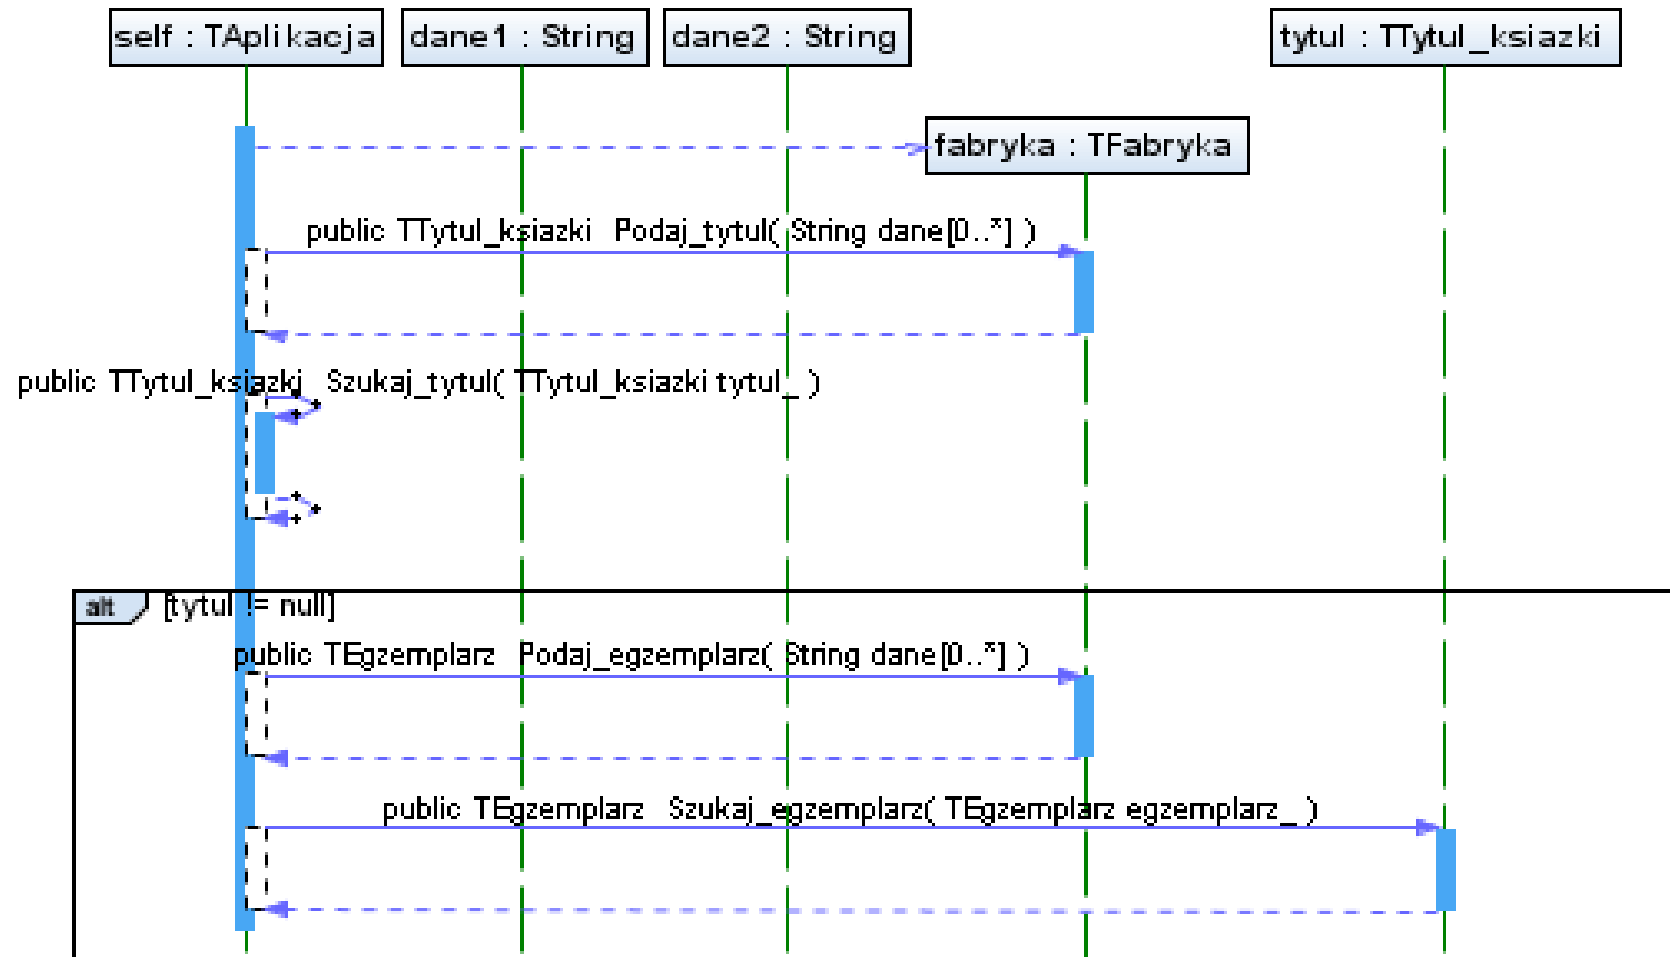 self : TAplikacja
dane1 : String
dane2 : String
tytul : TTytul_ksiazki
fabryka : TFabryka
public TTytul_ksiazki Podaj_tytul( String dane[0..*] )
public TTytul_ksiazki Szukaj_tytul( TTytul_ksiazki tytul_ )
alt [tytul != null]
public TEgzemplarz Podaj_egzemplarz( String dane[0..*] )
public TEgzemplarz Szukaj_egzemplarz( TEgzemplarz egzemplarz_ )